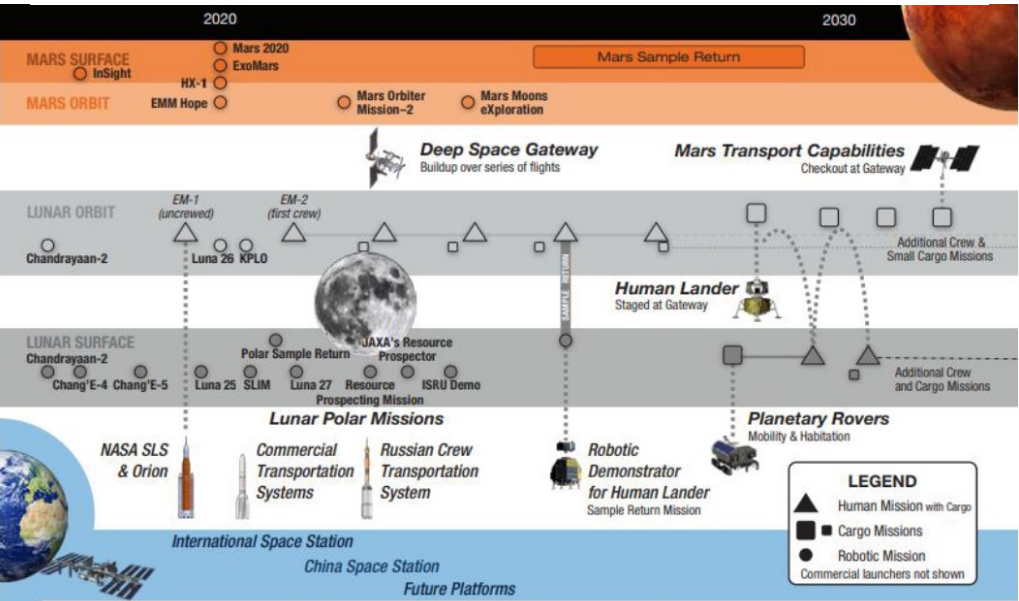 2020
2030
MARS SURFACE
InSight
Mars 2020
ExoMars
HX-1
Mars Sample Return
MARS ORBIT
EMM Hope
Mars Orbiter
Mission–2
Mars Moons
eXploration
Deep Space Gateway
Buildup over series of flights
Mars Transport Capabilities
Checkout at Gateway
LUNAR ORBIT
EM-1
(uncrewed)
EM-2
(first crew)
Chandrayaan-2
Luna 26
KPLO
Additional Crew &
Small Cargo Missions
SAMPLE RETURN
Human Lander
Staged at Gateway
LUNAR SURFACE
Chandrayaan-2
Chang'E-4
Chang'E-5
Luna 25
SLIM
Polar Sample Return
Luna 27
Resource
Prospecting Mission
JAXA's Resource
Prospector
ISRU Demo
Additional Crew
and Cargo Missions
Lunar Polar Missions
NASA SLS
& Orion
Commercial
Transportation
Systems
Russian Crew
Transportation
System
Robotic
Demonstrator
for Human Lander
Sample Return Mission
Planetary Rovers
Mobility & Habitation
LEGEND
Human Mission with Cargo
Cargo Missions
Robotic Mission
Commercial launchers not shown
International Space Station
China Space Station
Future Platforms